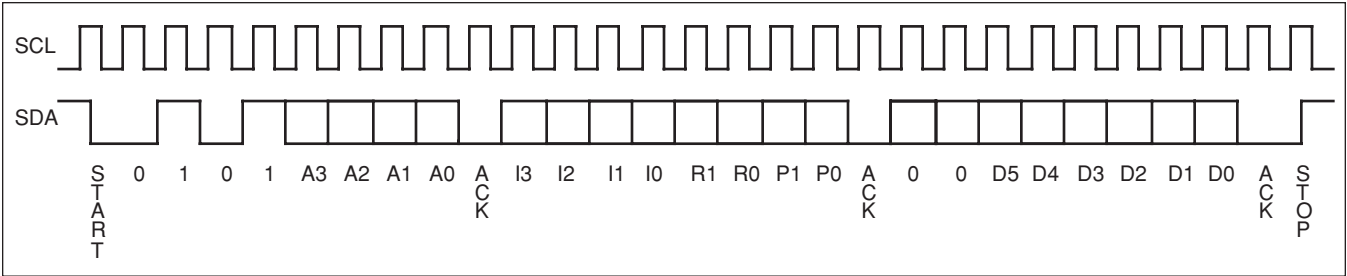 SCL
SDA
START 0 1 0 1 A3 A2 A1 A0 ACK I3 I2 I1 I0 R1 R0 P1 P0 ACK 0 0 D5 D4 D3 D2 D1 D0 ACK STOP